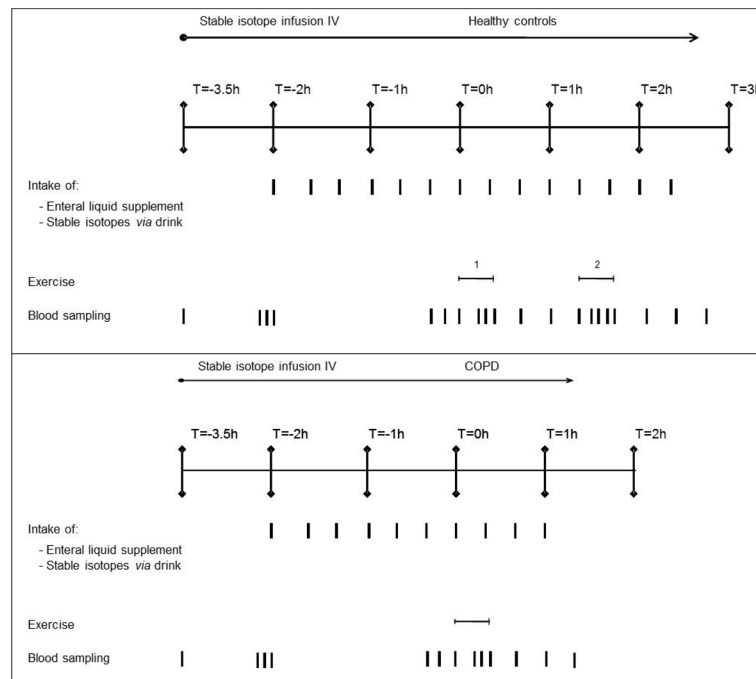 Stable isotope infusion IV Healthy controls
T=-3.5h T=-2h T=-1h T=0h T=1h T=2h T=3h
Intake of:
- Enteral liquid supplement
- Stable isotopes via drink
1 2
Exercise
Blood sampling
Stable isotope infusion IV COPD
T=-3.5h T=-2h T=-1h T=0h T=1h T=2h
Intake of:
- Enteral liquid supplement
- Stable isotopes via drink
Exercise
Blood sampling